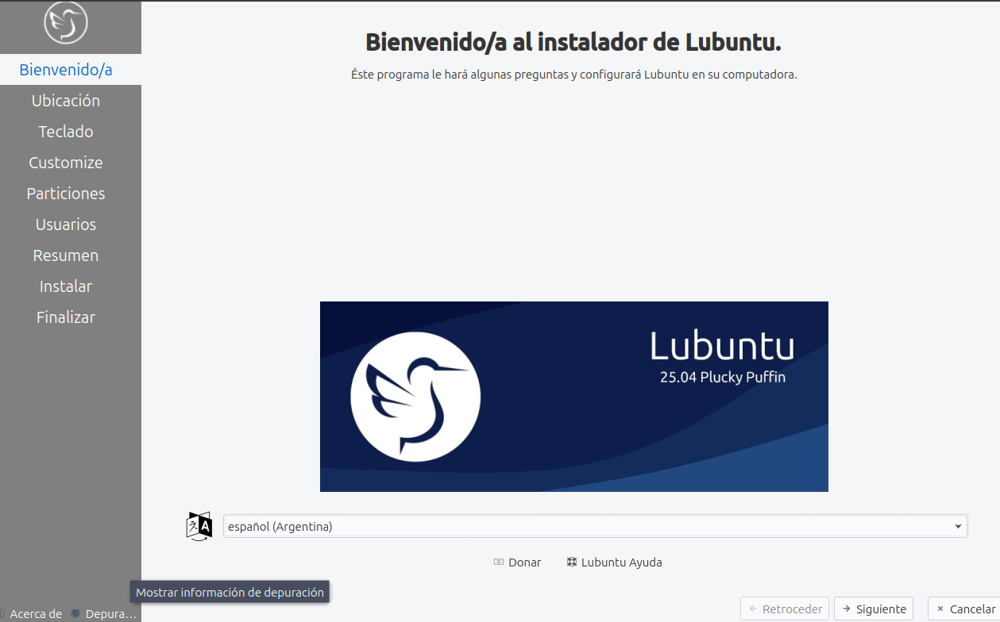 Bienvenido/a
Ubicación
Teclado
Customize
Particiones
Usuarios
Resumen
Instalar
Finalizar
Acerca de
Depura...
Bienvenido/a al instalador de Lubuntu.
Éste programa le hará algunas preguntas y configurará Lubuntu en su computadora.
Lubuntu
25.04 Plucky Puffin
español (Argentina)
Donar
Lubuntu Ayuda
Mostrar información de depuración
Retroceder
Siguiente
Cancelar